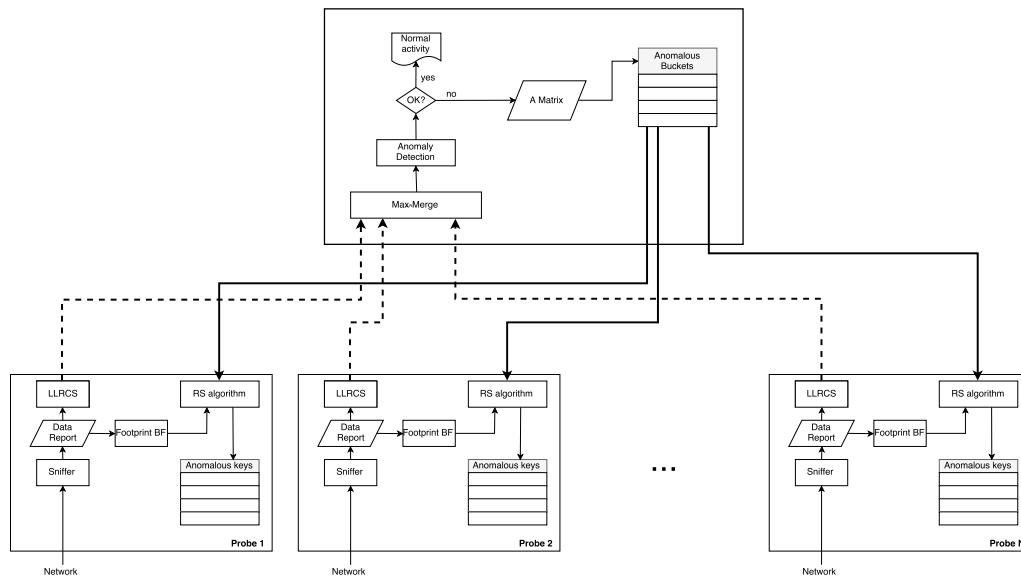 Normal
activity
yes
OK?
no
A Matrix
Anomalous
Buckets
Anomaly
Detection
Max-Merge
LLRCS
RS algorithm
Data
Report
Footprint BF
Sniffer
Anomalous keys
Probe 1
Network
LLRCS
RS algorithm
Data
Report
Footprint BF
Sniffer
Anomalous keys
Probe 2
Network
...
LLRCS
RS algorithm
Data
Report
Footprint BF
Sniffer
Anomalous keys
Probe N
Network